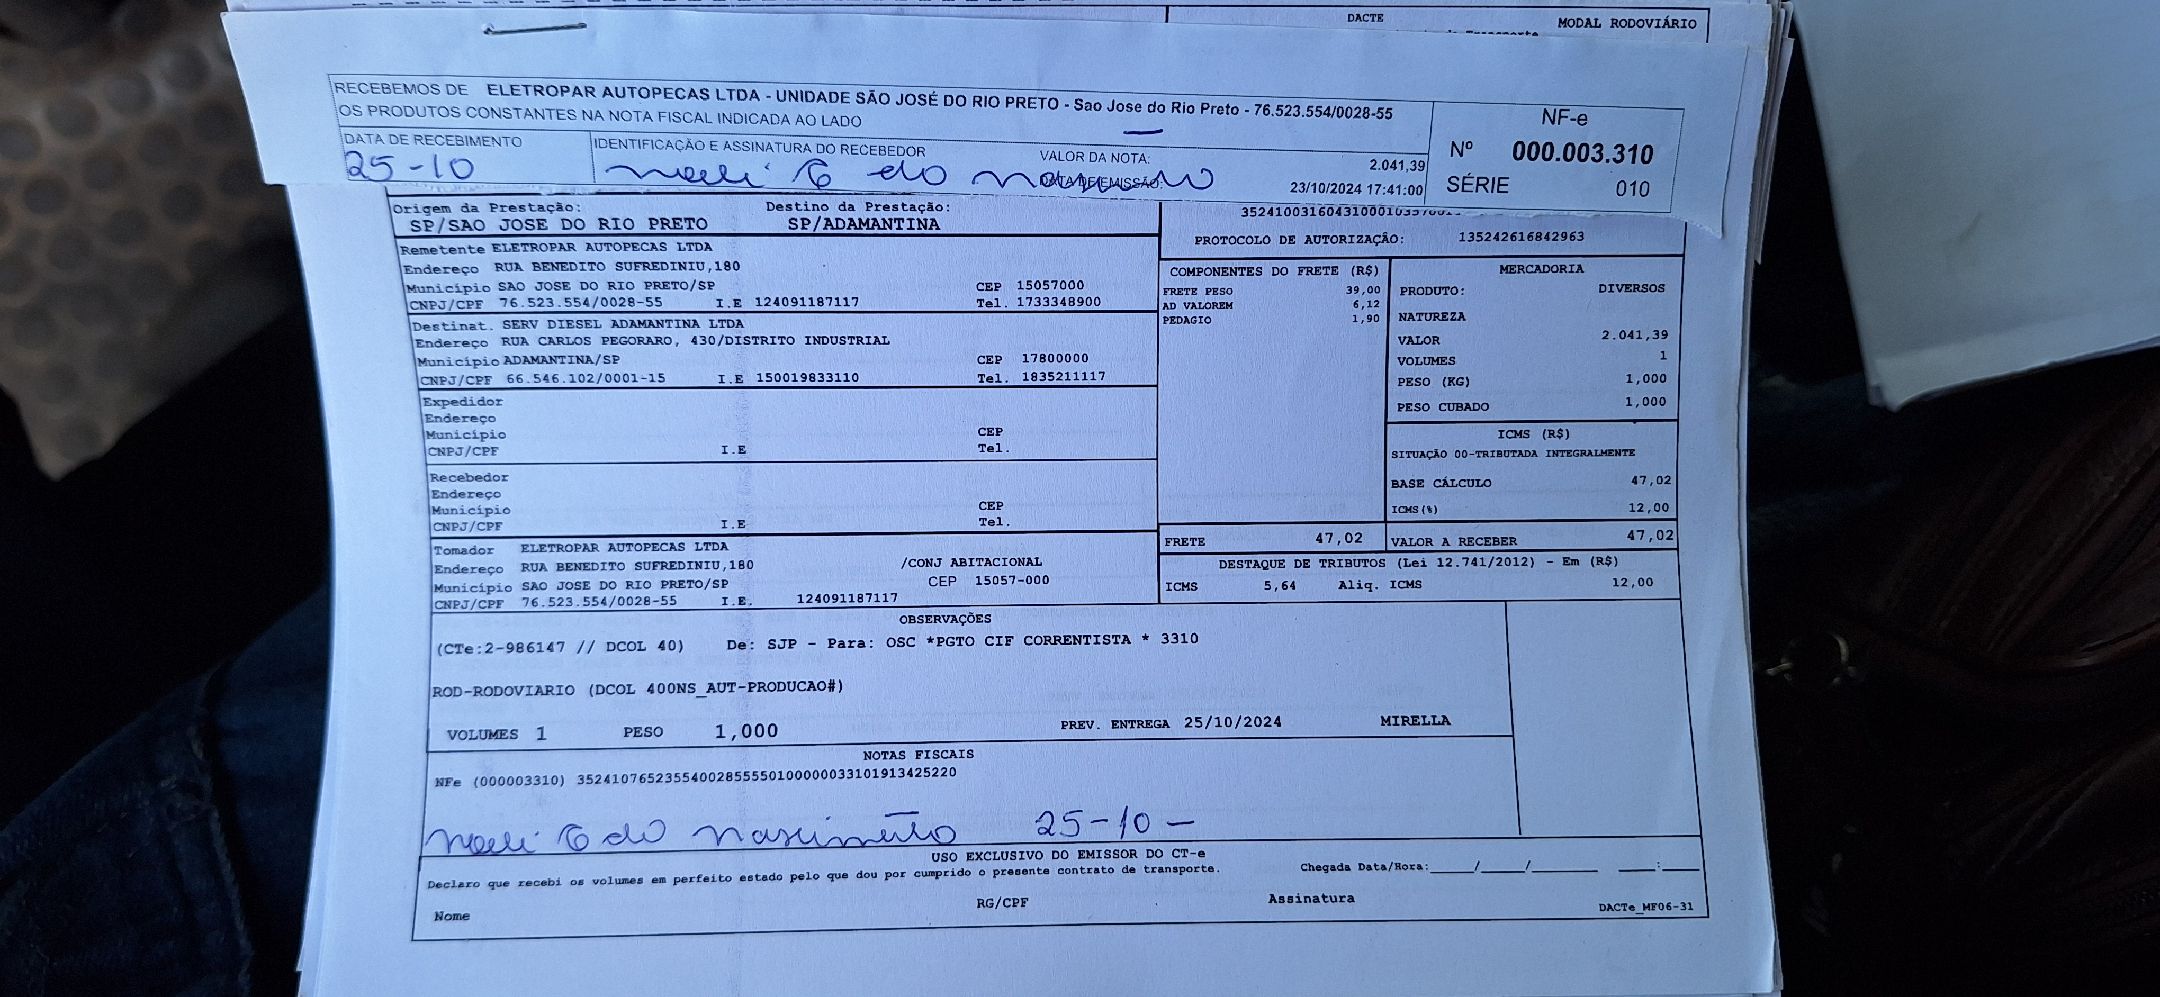 DACTE
MODAL RODOVIÁRIO
RECEBEMOS DE ELETROPAR AUTOPECAS LTDA - UNIDADE SÃO JOSÉ DO RIO PRETO - Sao Jose do Rio Preto - 76.523.554/0028-55
OS PRODUTOS CONSTANTES NA NOTA FISCAL INDICADA AO LADO
NF-e
Nº 000.003.310
SÉRIE 010
DATA DE RECEBIMENTO
25-10
IDENTIFICAÇÃO E ASSINATURA DO RECEBEDOR
VALOR DA NOTA: 2.041,39
DATA DE EMISSÃO: 23/10/2024 17:41:00
Origem da Prestação: Destino da Prestação:
SP/SAO JOSE DO RIO PRETO SP/ADAMANTINA
PROTOCOLO DE AUTORIZAÇÃO: 135242616842963
Remetente ELETROPAR AUTOPECAS LTDA
Endereço RUA BENEDITO SUFREDINIU,180
Município SAO JOSE DO RIO PRETO/SP CEP 15057000
CNPJ/CPF 76.523.554/0028-55 I.E 124091187117 Tel. 1733348900
Destinat. SERV DIESEL ADAMANTINA LTDA
Endereço RUA CARLOS PEGORARO, 430/DISTRITO INDUSTRIAL
Município ADAMANTINA/SP CEP 17800000
CNPJ/CPF 66.546.102/0001-15 I.E 150019833110 Tel. 1835211117
Expedidor
Endereço
Município CEP
CNPJ/CPF I.E Tel.
Recebedor
Endereço
Município CEP
CNPJ/CPF I.E Tel.
Tomador ELETROPAR AUTOPECAS LTDA
Endereço RUA BENEDITO SUFREDINIU,180 /CONJ ABITACIONAL
Município SAO JOSE DO RIO PRETO/SP CEP 15057-000
CNPJ/CPF 76.523.554/0028-55 I.E. 124091187117
COMPONENTES DO FRETE (R$)
FRETE PESO 39,00
AD VALOREM 6,12
PEDAGIO 1,90
MERCADORIA
PRODUTO: DIVERSOS
NATUREZA
VALOR 2.041,39
VOLUMES 1
PESO (KG) 1,000
PESO CUBADO 1,000
ICMS (R$)
SITUAÇÃO 00-TRIBUTADA INTEGRALMENTE
BASE CÁLCULO 47,02
ICMS(%) 12,00
FRETE 47,02 VALOR A RECEBER 47,02
DESTAQUE DE TRIBUTOS (Lei 12.741/2012) - Em (R$)
ICMS 5,64 Aliq. ICMS 12,00
OBSERVAÇÕES
(CTe:2-986147 // DCOL 40) De: SJP - Para: OSC *PGTO CIF CORRENTISTA * 3310
ROD-RODOVIARIO (DCOL 400NS_AUT-PRODUCAO#)
VOLUMES 1 PESO 1,000 PREV. ENTREGA 25/10/2024 MIRELLA
NOTAS FISCAIS
NFe (000003310) 35241076523554002855550100000033101913425220
do nascimento 25-10-
USO EXCLUSIVO DO EMISSOR DO CT-e
Declaro que recebi os volumes em perfeito estado pelo que dou por cumprido o presente contrato de transporte. Chegada Data/Hora:_____/_____/________ ____:____
Nome RG/CPF Assinatura
DACTe_MF06-31